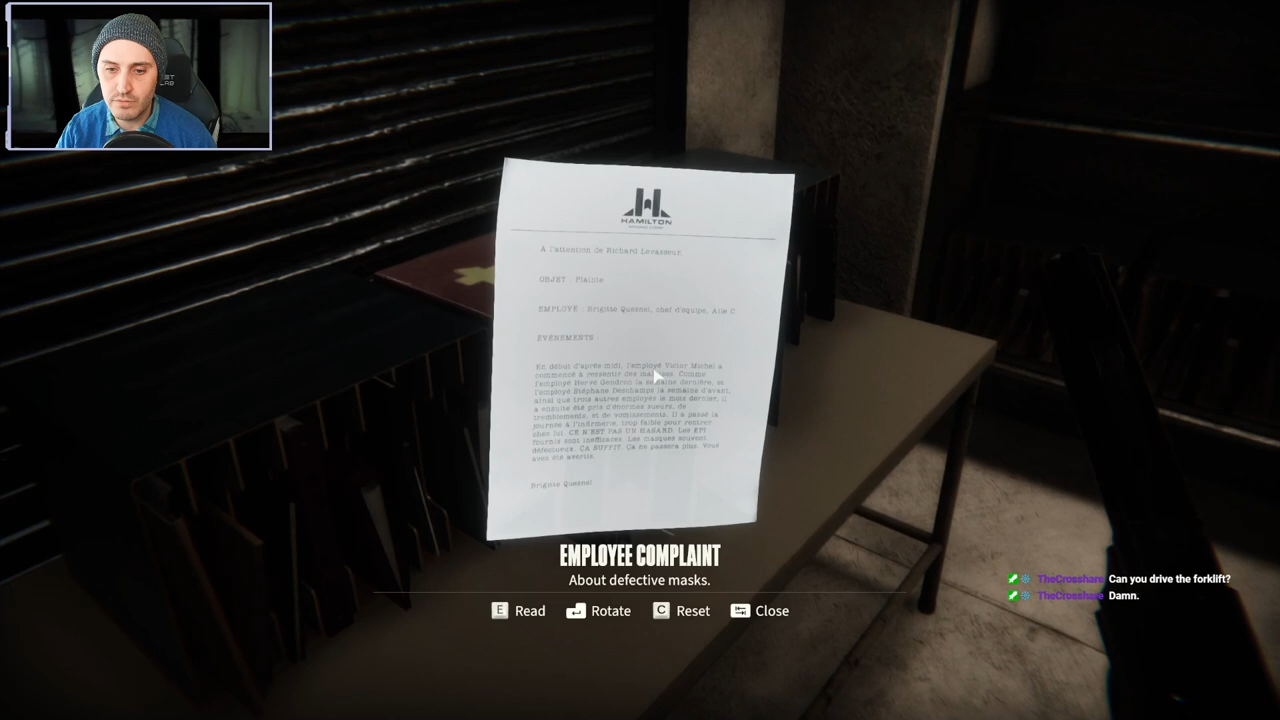 HAMILTON
À l'attention de Richard Levasseur,
OBJET : Plainte
EMPLOYÉ : Brigitte Quesnel, chef d'équipe, Aile C
ÉVÉNEMENTS :
En début d'après-midi, l'employé Victor Michel a
commencé à ressentir des malaises. Comme
l'employé Hervé Gendron la semaine dernière, et
l'employé Stéphane Deschamps la semaine d'avant,
ainsi que trois autres employés le mois dernier, il
a ensuite été pris d'énormes sueurs, de
tremblements, et de vomissements. Il a passé la
journée à l'infirmerie, trop faible pour rentrer
chez lui. CE N'EST PAS UN HASARD. Les ÉPI
fournis sont inefficaces. Les masques souvent
défectueux. ÇA SUFFIT. Ça ne passera plus. Vous
avez été avertis.
Brigitte Quesnel
EMPLOYEE COMPLAINT
About defective masks.
E Read Rotate C Reset Close
TheCrosshare Can you drive the forklift?
TheCrosshare Damn.